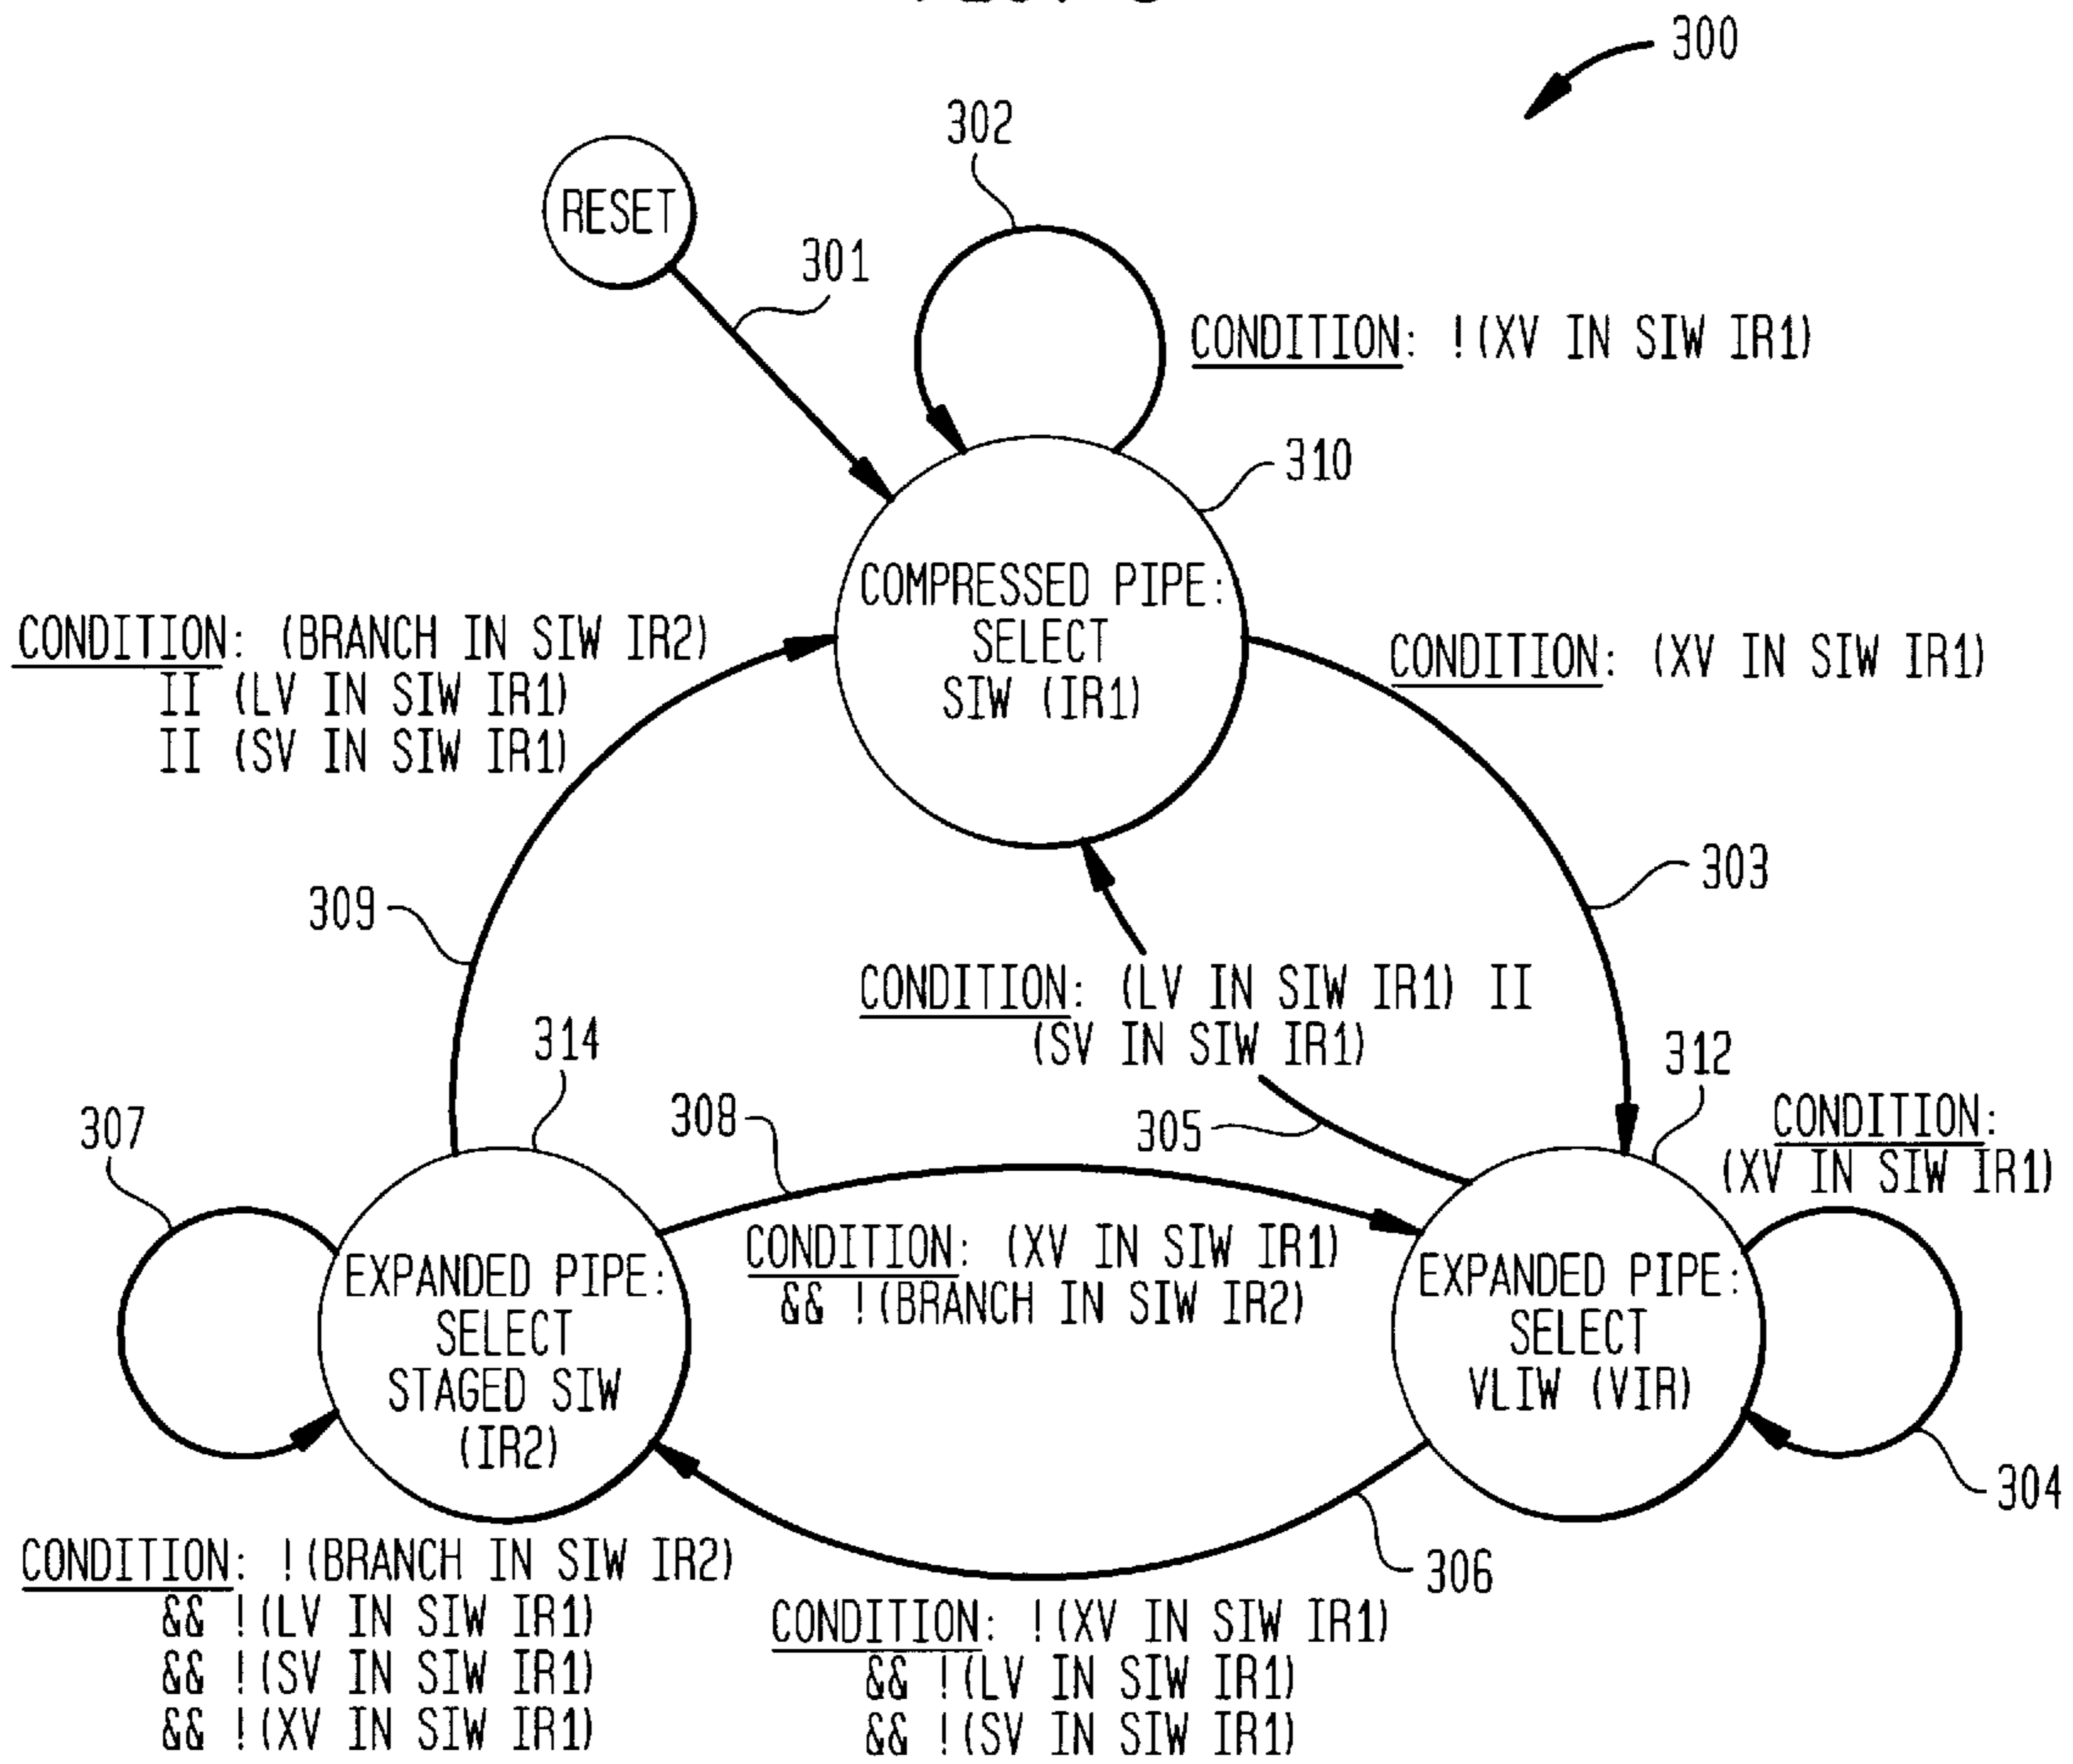 300
302
RESET
301
CONDITION: !(XV IN SIW IR1)
310
COMPRESSED PIPE:
SELECT
SIW (IR1)
CONDITION: (BRANCH IN SIW IR2)
II (LV IN SIW IR1)
II (SV IN SIW IR1)
CONDITION: (XV IN SIW IR1)
303
309
CONDITION: (LV IN SIW IR1) II
(SV IN SIW IR1)
314
312
307
308
305
CONDITION:
(XV IN SIW IR1)
CONDITION: (XV IN SIW IR1)
&& !(BRANCH IN SIW IR2)
EXPANDED PIPE:
SELECT
STAGED SIW
(IR2)
EXPANDED PIPE:
SELECT
VLIW (VIR)
304
306
CONDITION: !(BRANCH IN SIW IR2)
&& !(LV IN SIW IR1)
&& !(SV IN SIW IR1)
&& !(XV IN SIW IR1)
CONDITION: !(XV IN SIW IR1)
&& !(LV IN SIW IR1)
&& !(SV IN SIW IR1)